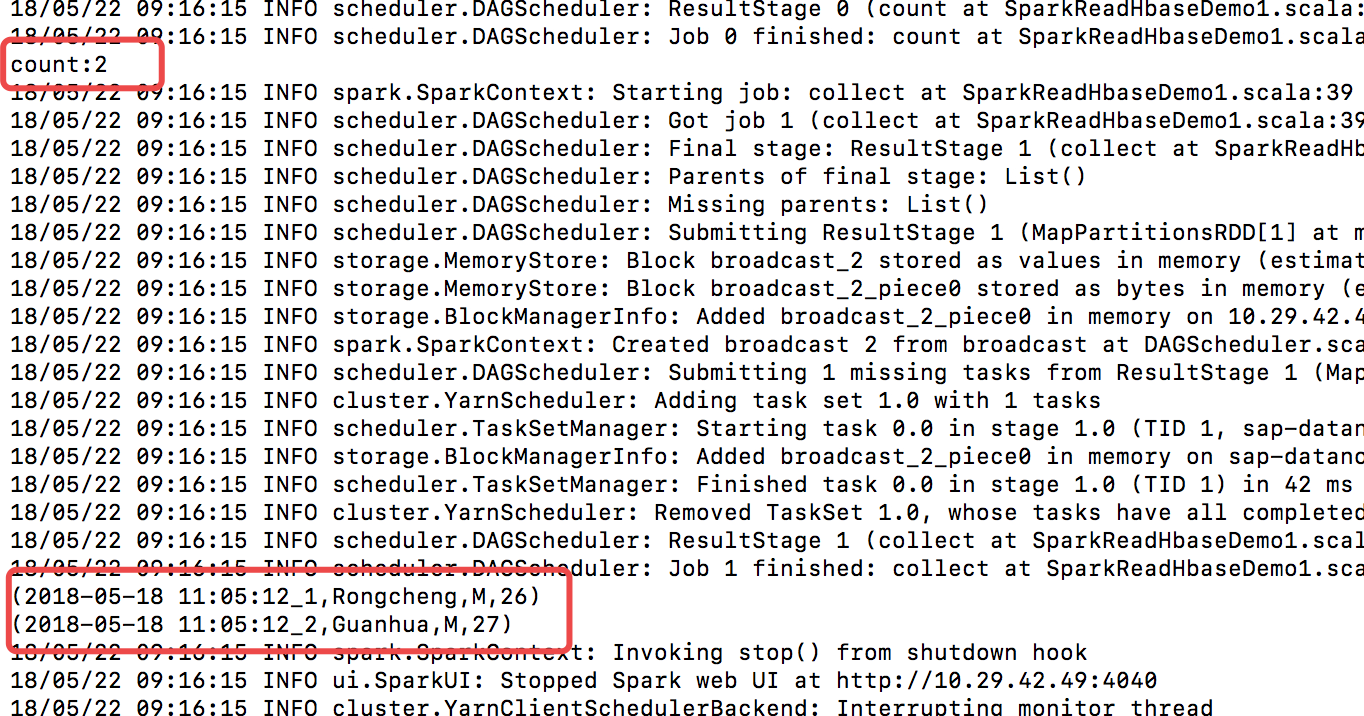 18/05/22 09:16:15 INFO scheduler.DAGScheduler: ResultStage 0 (count at SparkReadHbaseDemo1.scala:
18/05/22 09:16:15 INFO scheduler.DAGScheduler: Job 0 finished: count at SparkReadHbaseDemo1.scala
count:2
18/05/22 09:16:15 INFO spark.SparkContext: Starting job: collect at SparkReadHbaseDemo1.scala:39
18/05/22 09:16:15 INFO scheduler.DAGScheduler: Got job 1 (collect at SparkReadHbaseDemo1.scala:39
18/05/22 09:16:15 INFO scheduler.DAGScheduler: Final stage: ResultStage 1 (collect at SparkReadHb
18/05/22 09:16:15 INFO scheduler.DAGScheduler: Parents of final stage: List()
18/05/22 09:16:15 INFO scheduler.DAGScheduler: Missing parents: List()
18/05/22 09:16:15 INFO scheduler.DAGScheduler: Submitting ResultStage 1 (MapPartitionsRDD[1] at m
18/05/22 09:16:15 INFO storage.MemoryStore: Block broadcast_2 stored as values in memory (estimat
18/05/22 09:16:15 INFO storage.MemoryStore: Block broadcast_2_piece0 stored as bytes in memory (e
18/05/22 09:16:15 INFO storage.BlockManagerInfo: Added broadcast_2_piece0 in memory on 10.29.42.4
18/05/22 09:16:15 INFO spark.SparkContext: Created broadcast 2 from broadcast at DAGScheduler.sca
18/05/22 09:16:15 INFO scheduler.DAGScheduler: Submitting 1 missing tasks from ResultStage 1 (Map
18/05/22 09:16:15 INFO cluster.YarnScheduler: Adding task set 1.0 with 1 tasks
18/05/22 09:16:15 INFO scheduler.TaskSetManager: Starting task 0.0 in stage 1.0 (TID 1, sap-datan
18/05/22 09:16:15 INFO storage.BlockManagerInfo: Added broadcast_2_piece0 in memory on sap-datano
18/05/22 09:16:15 INFO scheduler.TaskSetManager: Finished task 0.0 in stage 1.0 (TID 1) in 42 ms
18/05/22 09:16:15 INFO cluster.YarnScheduler: Removed TaskSet 1.0, whose tasks have all completed
18/05/22 09:16:15 INFO scheduler.DAGScheduler: ResultStage 1 (collect at SparkReadHbaseDemo1.scal
18/05/22 09:16:15 INFO scheduler.DAGScheduler: Job 1 finished: collect at SparkReadHbaseDemo1.sca
(2018-05-18 11:05:12_1,Rongcheng,M,26)
(2018-05-18 11:05:12_2,Guanhua,M,27)
18/05/22 09:16:15 INFO spark.SparkContext: Invoking stop() from shutdown hook
18/05/22 09:16:15 INFO ui.SparkUI: Stopped Spark web UI at http://10.29.42.49:4040
18/05/22 09:16:15 INFO cluster.YarnClientSchedulerBackend: Interrupting monitor thread